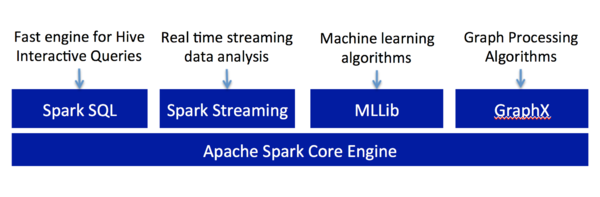 Fast engine for Hive
Interactive Queries
Real time streaming
data analysis
Machine learning
algorithms
Graph Processing
Algorithms
Spark SQL
Spark Streaming
MLLib
GraphX
Apache Spark Core Engine